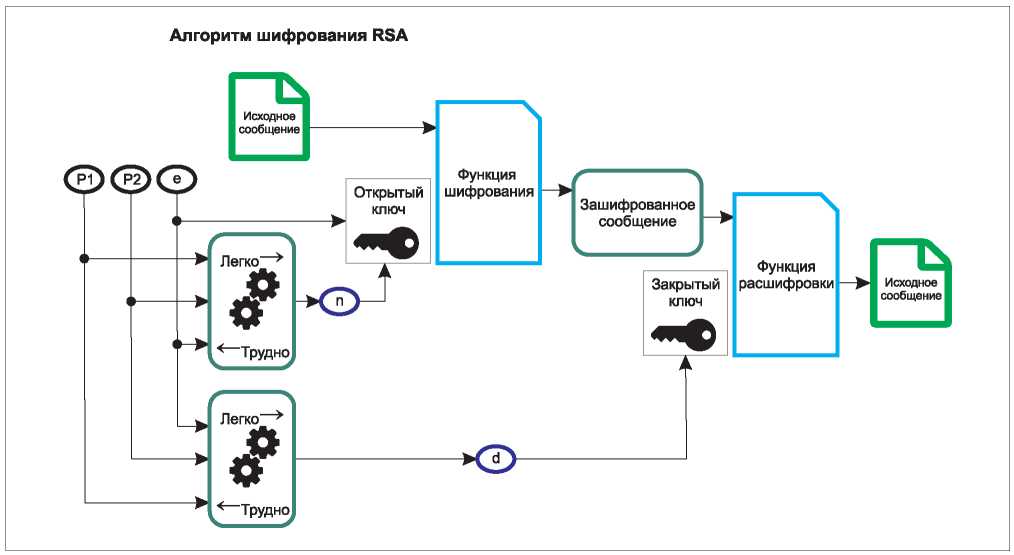 Алгоритм шифрования RSA
Исходное
сообщение
P1
P2
e
Открытый
ключ
Функция
шифрования
Зашифрованное
сообщение
Легко
n
Трудно
Закрытый
ключ
Функция
расшифровки
Исходное
сообщение
Легко
d
Трудно